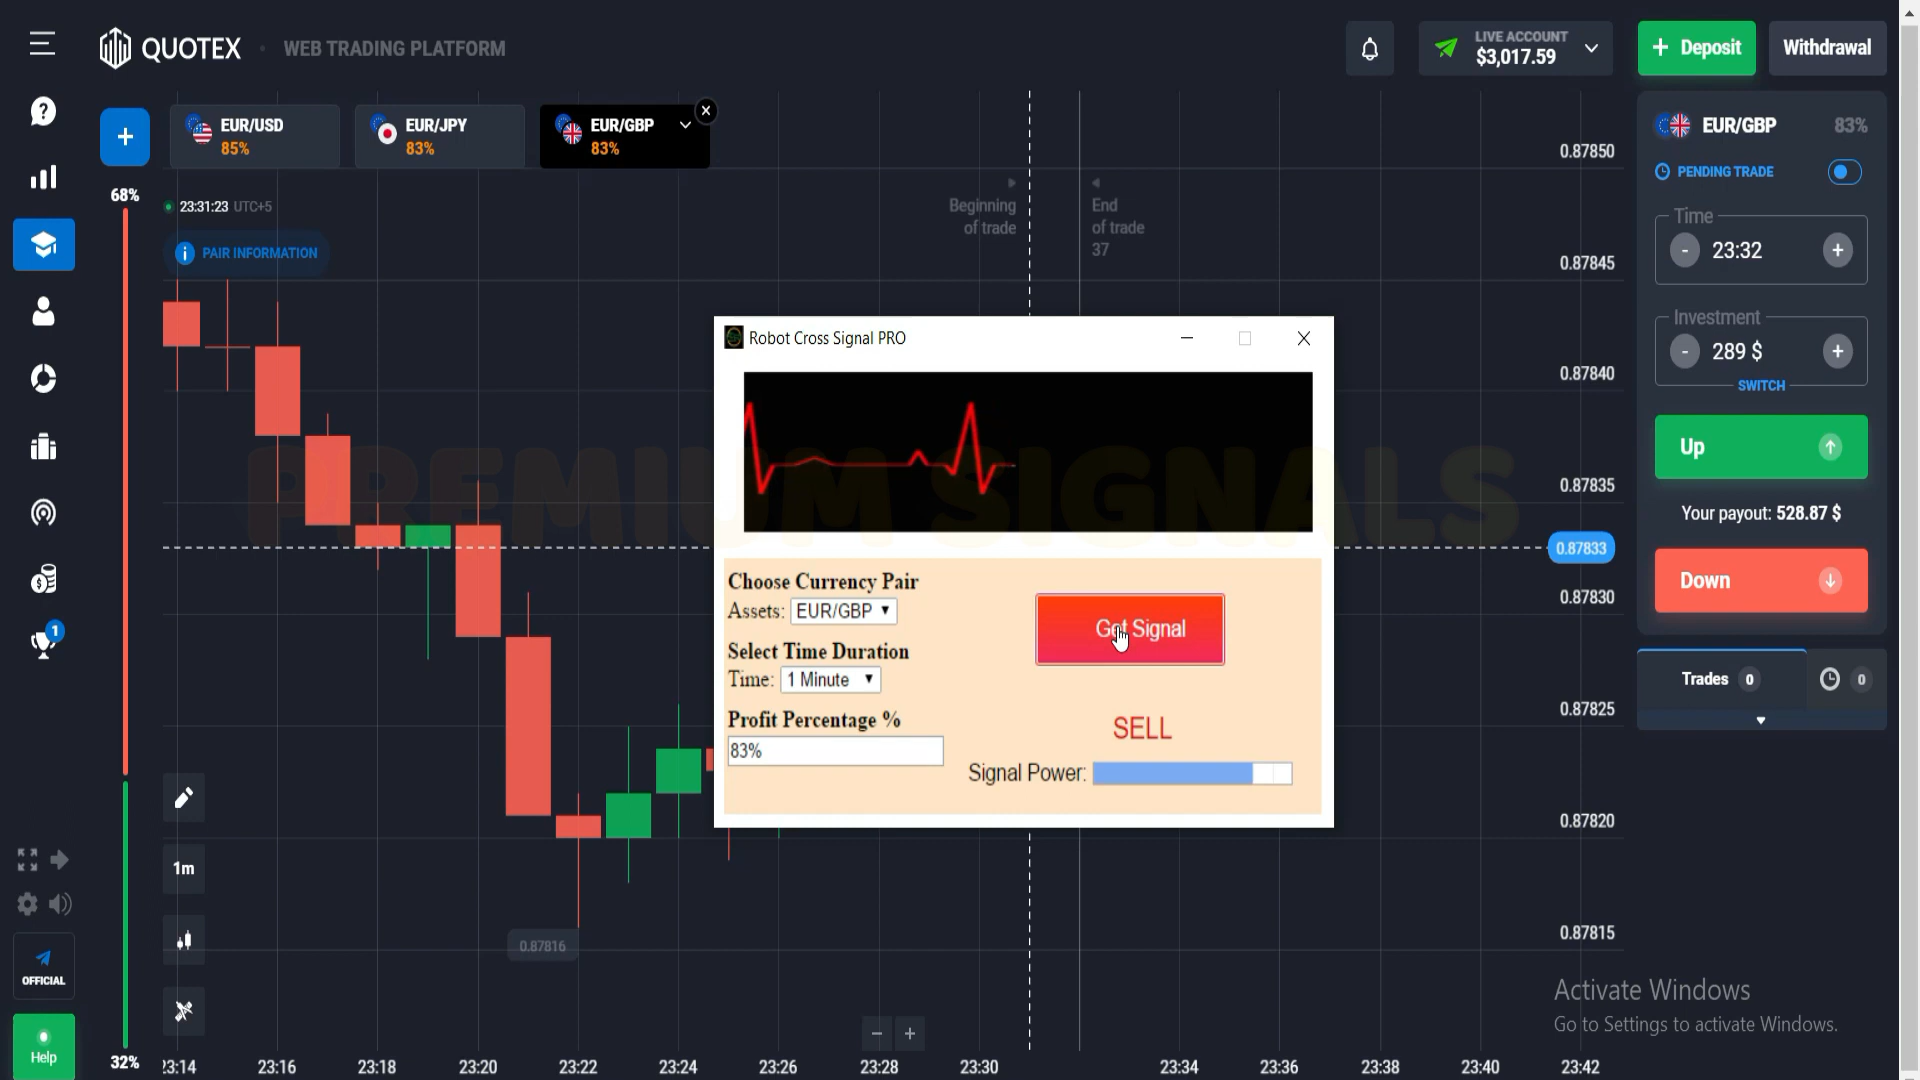 QUOTEX
WEB TRADING PLATFORM
LIVE ACCOUNT
$3,017.59
+ Deposit
Withdrawal
EUR/USD
85%
EUR/JPY
83%
EUR/GBP
83%
68%
23:31:23 UTC+5
PAIR INFORMATION
Beginning
of trade
End
of trade
37
0.87850
0.87845
0.87840
0.87835
0.87833
0.87830
0.87825
0.87820
0.87815
EUR/GBP
83%
PENDING TRADE
Time
- 23:32 +
Investment
- 289 $ +
SWITCH
Up
Your payout: 528.87 $
Down
Trades 0
0
PREMIUM SIGNALS
Robot Cross Signal PRO
Choose Currency Pair
Assets: EUR/GBP
Select Time Duration
Time: 1 Minute
Profit Percentage %
83%
Get Signal
SELL
Signal Power:
1
1m
0.87816
OFFICIAL
Help
32%
Activate Windows
Go to Settings to activate Windows.
- +
23:14
23:16
23:18
23:20
23:22
23:24
23:26
23:28
23:30
23:34
23:36
23:38
23:40
23:42